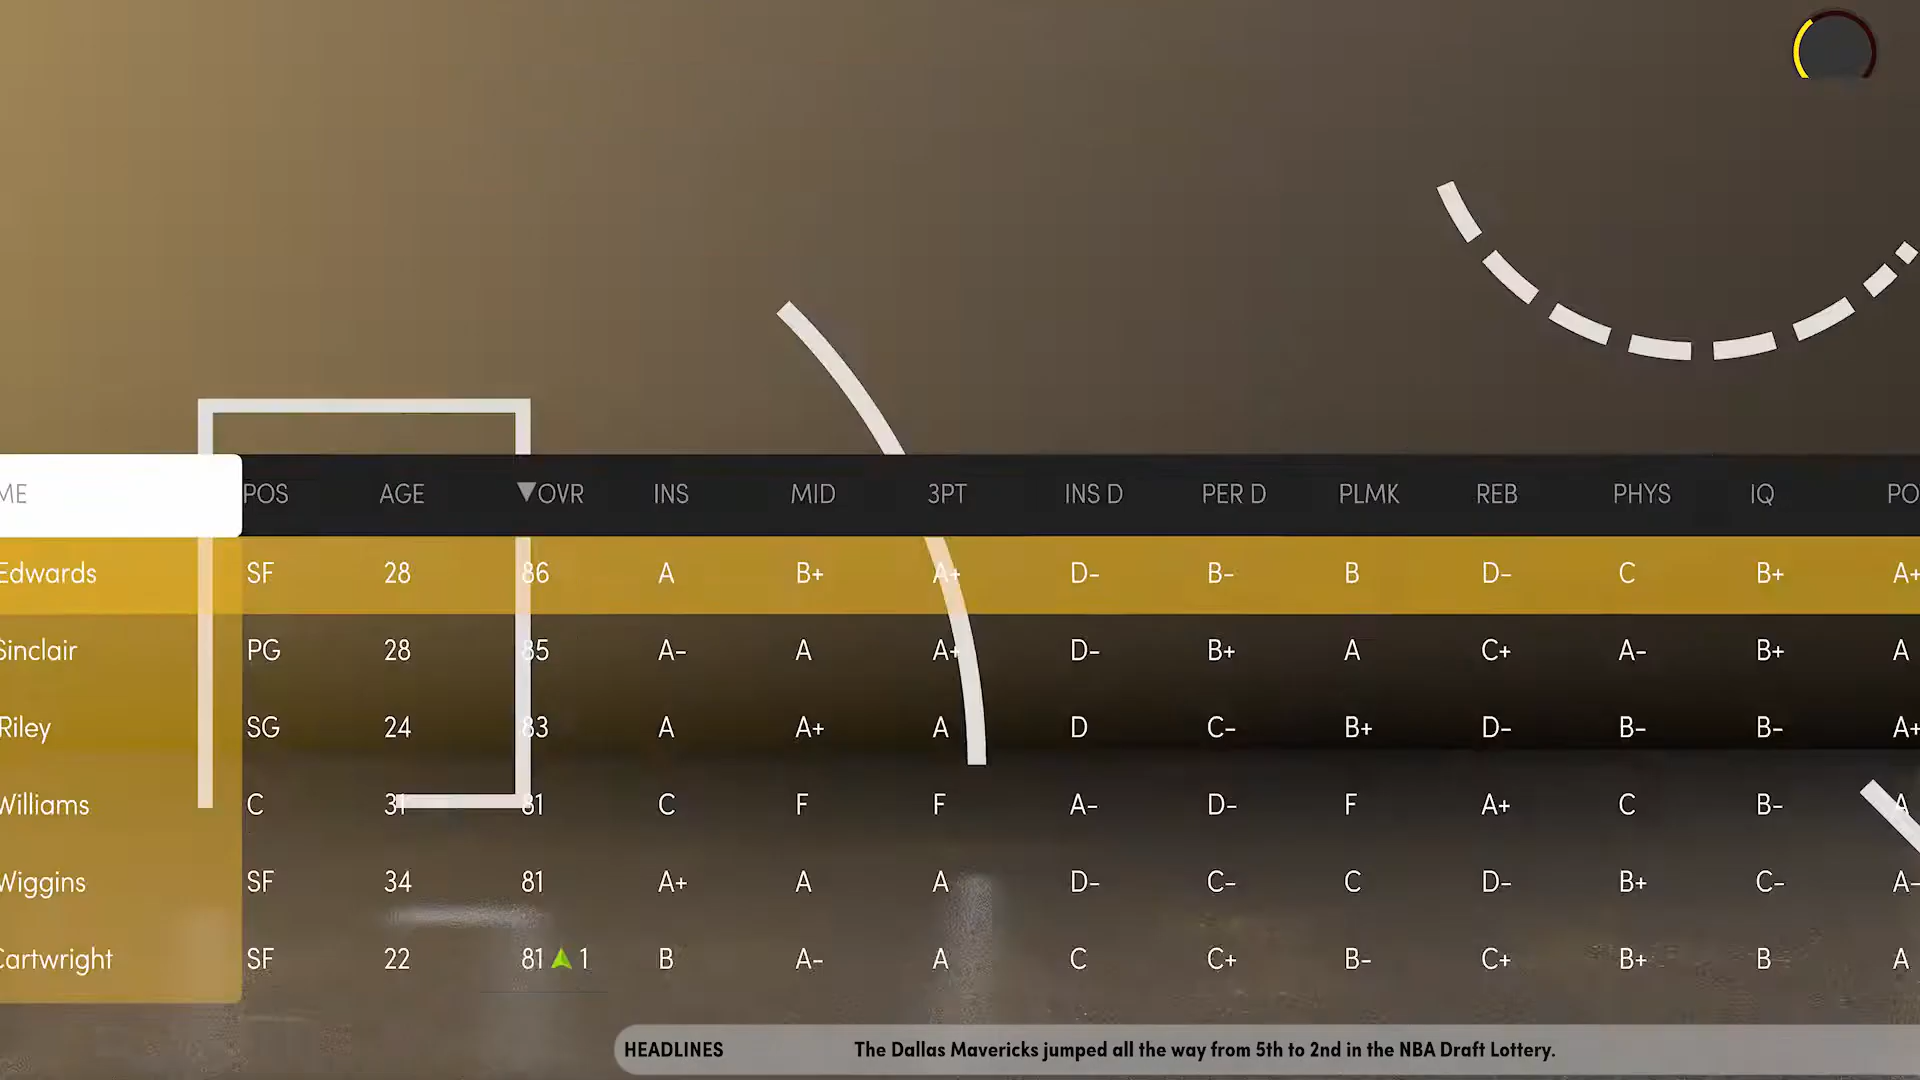 ME POS AGE ▼OVR INS MID 3PT INS D PER D PLMK REB PHYS IQ PO
Edwards SF 28 86 A B+ A+ D- B- B D- C B+ A+
Sinclair PG 28 85 A- A A+ D- B+ A C+ A- B+ A
Riley SG 24 83 A A+ A D C- B+ D- B- B- A+
Williams C 31 81 C F F A- D- F A+ C B- A
Wiggins SF 34 81 A+ A A D- C- C D- B+ C- A-
Cartwright SF 22 81 ▲ 1 B A- A C C+ B- C+ B+ B A
HEADLINES The Dallas Mavericks jumped all the way from 5th to 2nd in the NBA Draft Lottery.